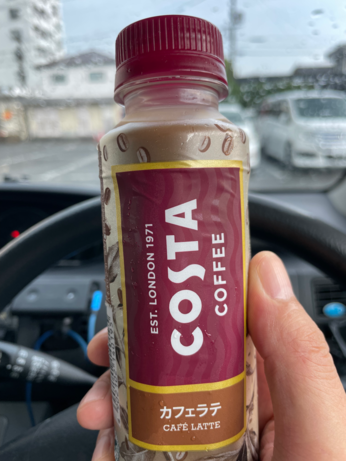 EST. LONDON 1971
COSTA
COFFEE
カフェラテ
CAFÉ LATTE